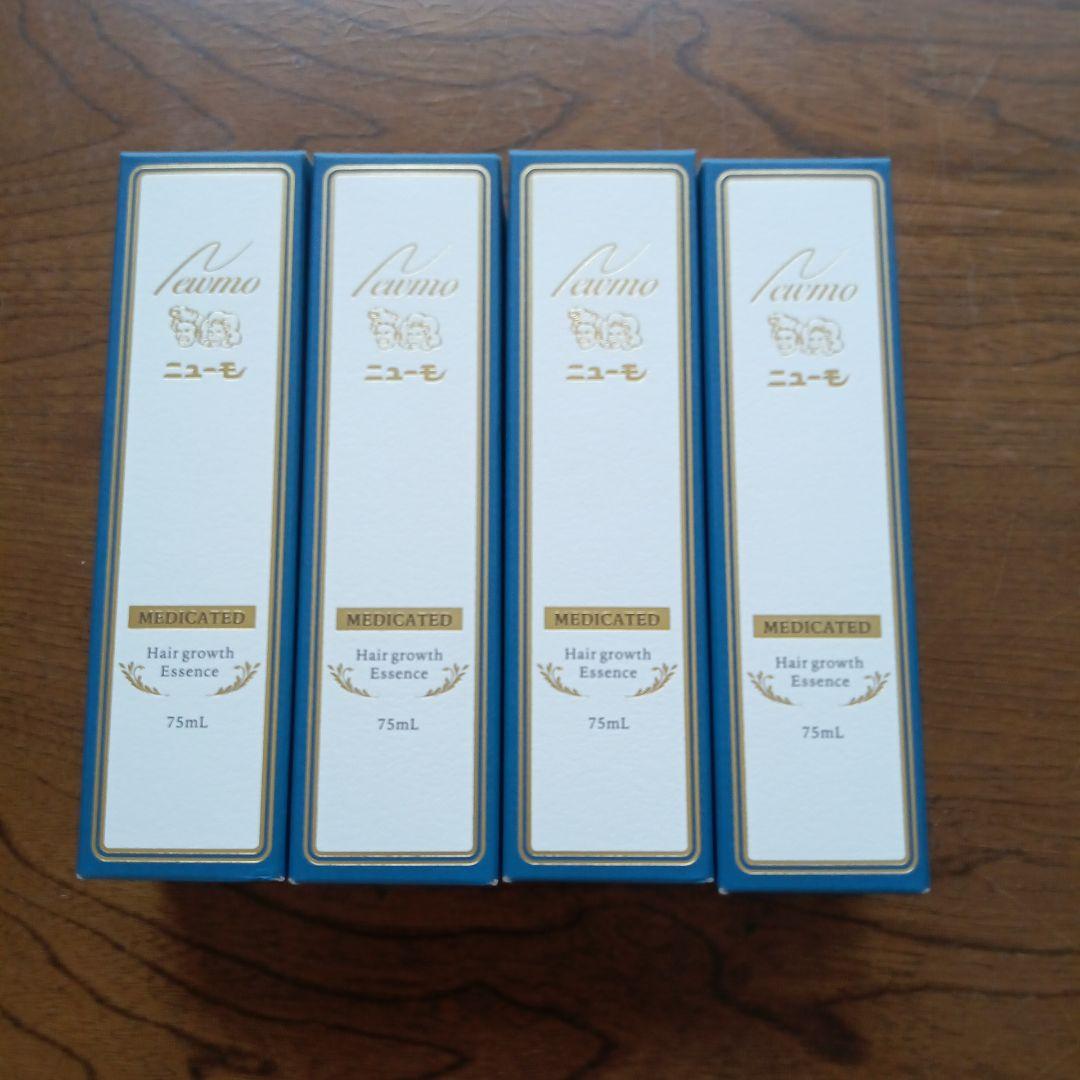 Newmo
ニューモ
MEDICATED
Hair growth
Essence
75mL
Newmo
ニューモ
MEDICATED
Hair growth
Essence
75mL
Newmo
ニューモ
MEDICATED
Hair growth
Essence
75mL
Newmo
ニューモ
MEDICATED
Hair growth
Essence
75mL